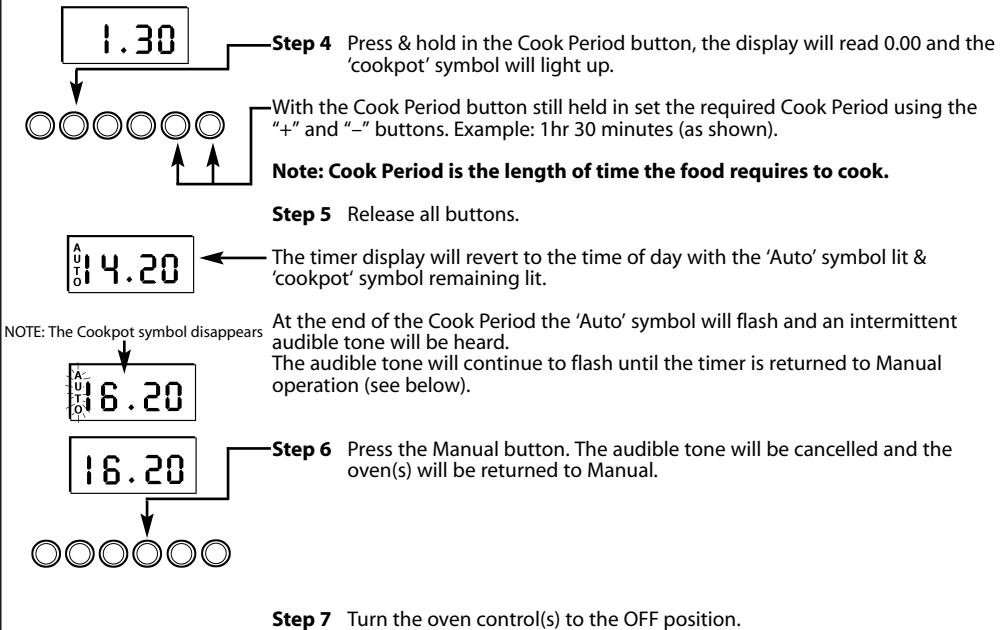 1.30
Step 4 Press & hold in the Cook Period button, the display will read 0.00 and the
'cookpot' symbol will light up.
With the Cook Period button still held in set the required Cook Period using the
“+” and “–” buttons. Example: 1hr 30 minutes (as shown).
Note: Cook Period is the length of time the food requires to cook.
Step 5 Release all buttons.
AUTO 14.20
The timer display will revert to the time of day with the 'Auto' symbol lit &
'cookpot' symbol remaining lit.
NOTE: The Cookpot symbol disappears
At the end of the Cook Period the 'Auto' symbol will flash and an intermittent
audible tone will be heard.
The audible tone will continue to flash until the timer is returned to Manual
operation (see below).
AUTO 16.20
16.20
Step 6 Press the Manual button. The audible tone will be cancelled and the
oven(s) will be returned to Manual.
Step 7 Turn the oven control(s) to the OFF position.